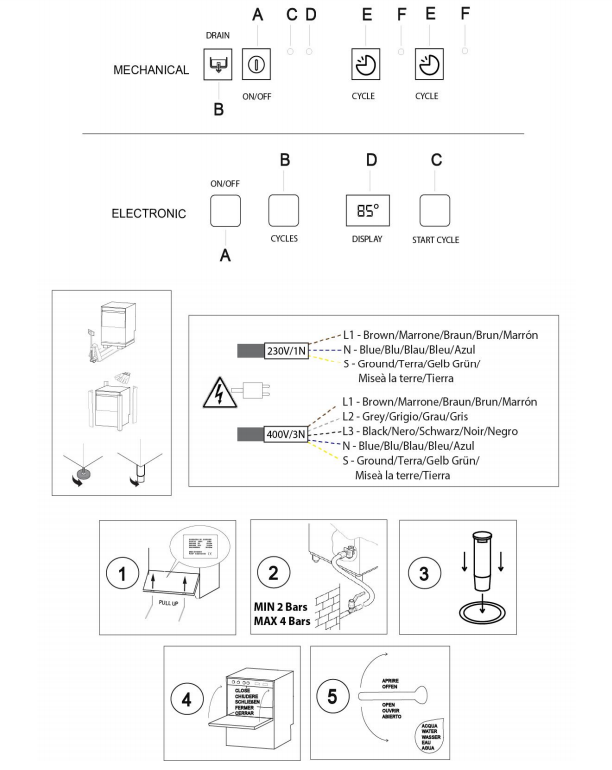 A C D E F E F
DRAIN
MECHANICAL
B
ON/OFF CYCLE CYCLE
B D C
ON/OFF
ELECTRONIC
85°
CYCLES DISPLAY START CYCLE
A
230V/1N
L1 - Brown/Marrone/Braun/Brun/Marrón
N - Blue/Blu/Blau/Bleu/Azul
S - Ground/Terra/Gelb Grün/
Miseà la terre/Tierra
400V/3N
L1 - Brown/Marrone/Braun/Brun/Marrón
L2 - Grey/Grigio/Grau/Gris
L3 - Black/Nero/Schwarz/Noir/Negro
N - Blue/Blu/Blau/Bleu/Azul
S - Ground/Terra/Gelb Grün/
Miseà la terre/Tierra
1
PULL UP
2
MIN 2 Bars
MAX 4 Bars
3
4
CLOSE
CHIUDERE
SCHLIEßEN
FERMER
CERRAR
5
APRIRE
OFFEN
OPEN
OUVRIR
ABIERTO
ACQUA
WATER
WASSER
EAU
AGUA